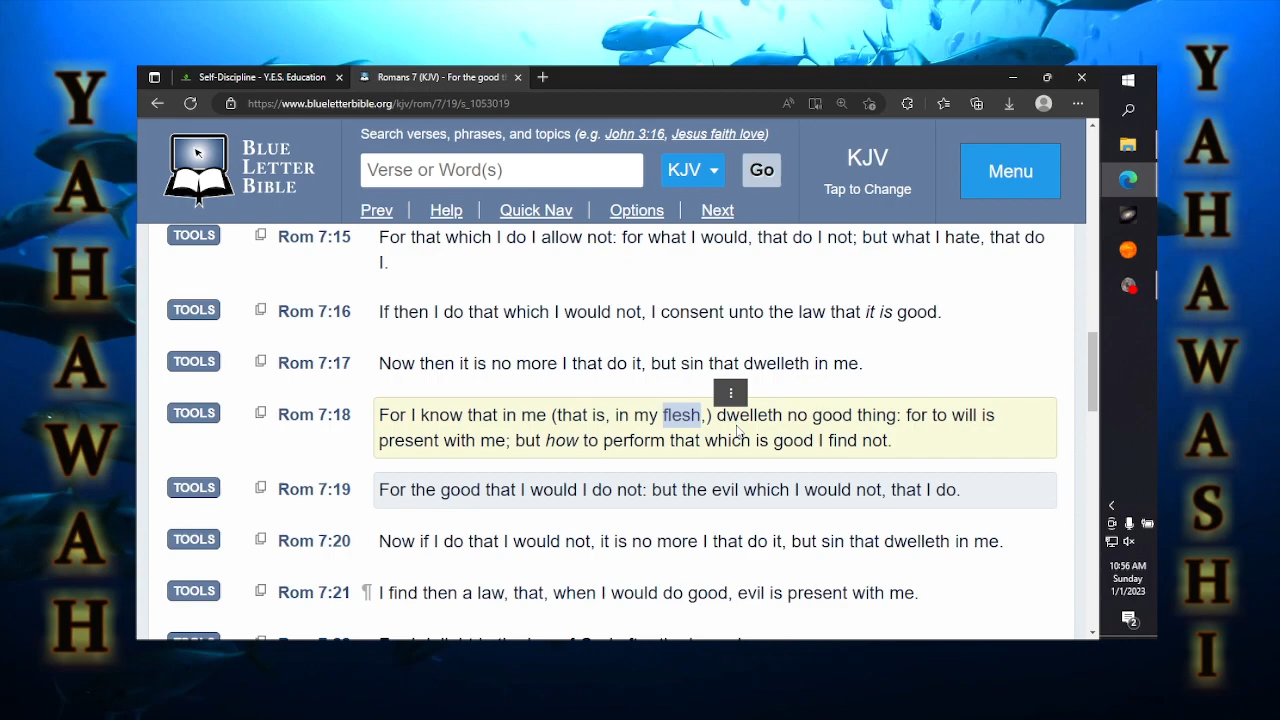 YAHAWAH
Self-Discipline - Y.E.S. Education
Romans 7 (KJV) - For the good t
https://www.blueletterbible.org/kjv/rom/7/19/s_1053019
BLUE
LETTER
BIBLE
Search verses, phrases, and topics (e.g. John 3:16, Jesus faith love)
Verse or Word(s)
KJV
Go
KJV
Tap to Change
Menu
Prev | Help | Quick Nav | Options | Next
TOOLS Rom 7:15 For that which I do I allow not: for what I would, that do I not; but what I hate, that do
I.
TOOLS Rom 7:16 If then I do that which I would not, I consent unto the law that it is good.
TOOLS Rom 7:17 Now then it is no more I that do it, but sin that dwelleth in me.
TOOLS Rom 7:18 For I know that in me (that is, in my flesh,) dwelleth no good thing: for to will is
present with me; but how to perform that which is good I find not.
TOOLS Rom 7:19 For the good that I would I do not: but the evil which I would not, that I do.
TOOLS Rom 7:20 Now if I do that I would not, it is no more I that do it, but sin that dwelleth in me.
TOOLS Rom 7:21 ¶ I find then a law, that, when I would do good, evil is present with me.
10:56 AM
Sunday
1/1/2023
2
YAHAWASHI